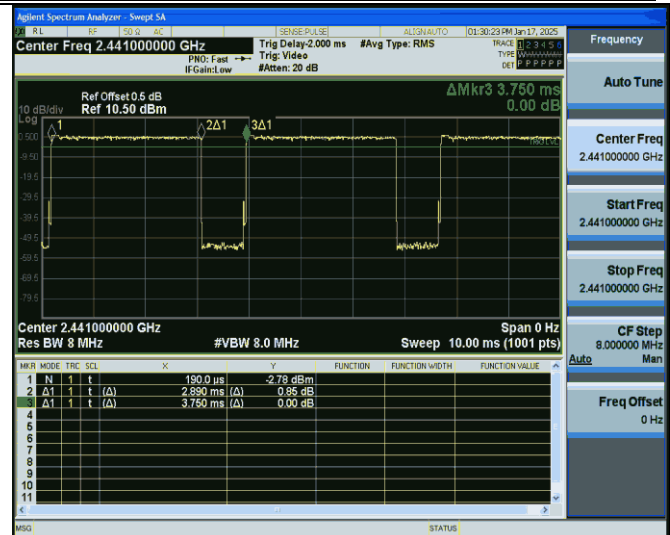 Agilent Spectrum Analyzer - Swept SA
RL RF 50 Ω AC SENSE:PULSE ALIGNAUTO 01:30:23 PM Jan 17, 2025
Center Freq 2.441000000 GHz
PNO: Fast
IFGain:Low
Trig Delay-2.000 ms
Trig: Video
#Atten: 20 dB
#Avg Type: RMS
TRACE 1 2 3 4 5 6
TYPE
DET P P P P P P
Ref Offset 0.5 dB
10 dB/div Ref 10.50 dBm
Log
ΔMkr3 3.750 ms
0.00 dB
1 2Δ1 3Δ1
0.500
-9.50
-19.5
-29.5
-39.5
-49.5
-59.5
-69.5
-79.5
Center 2.441000000 GHz Span 0 Hz
Res BW 8 MHz #VBW 8.0 MHz Sweep 10.00 ms (1001 pts)
MKR MODE TRC SCL X Y FUNCTION FUNCTION WIDTH FUNCTION VALUE
1 N 1 t 190.0 µs -2.78 dBm
2 Δ1 1 t (Δ) 2.890 ms (Δ) 0.85 dB
3 Δ1 1 t (Δ) 3.750 ms (Δ) 0.00 dB
4
5
6
7
8
9
10
11
MSG STATUS
Frequency
Auto Tune
Center Freq
2.441000000 GHz
Start Freq
2.441000000 GHz
Stop Freq
2.441000000 GHz
CF Step
8.000000 MHz
Auto Man
Freq Offset
0 Hz